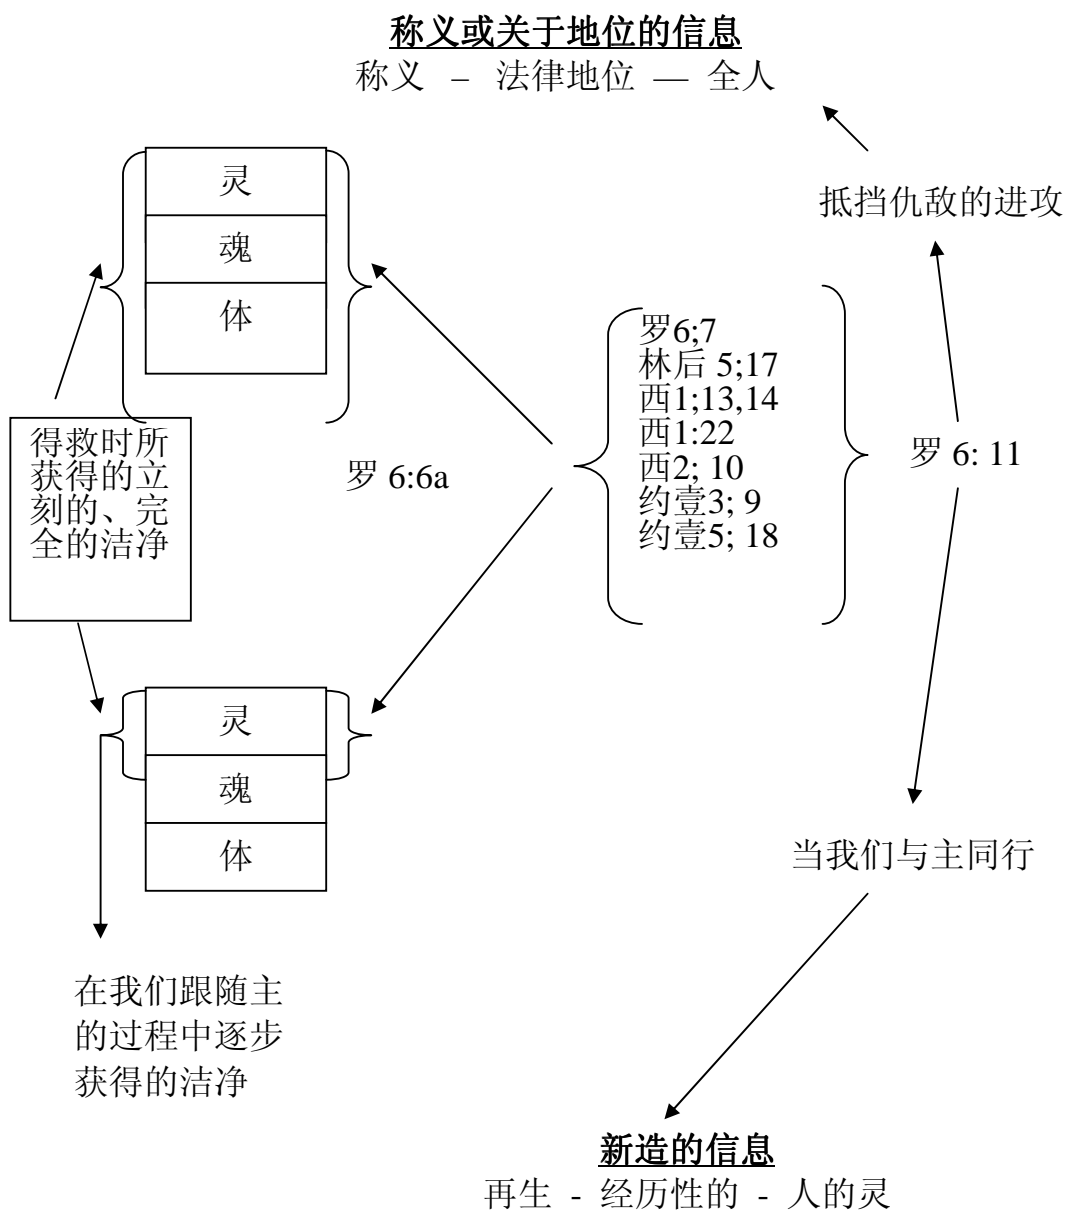 称义或关于地位的信息
称义 – 法律地位 — 全人
抵挡仇敌的进攻
灵
魂
体
罗6;7
林后 5;17
西1;13,14
西1:22
西2; 10
约壹3; 9
约壹5; 18
罗 6: 11
得救时所
获得的立
刻的、完
全的洁净
罗 6:6a
灵
魂
体
当我们与主同行
在我们跟随主
的过程中逐步
获得的洁净
新造的信息
再生 - 经历性的 - 人的灵